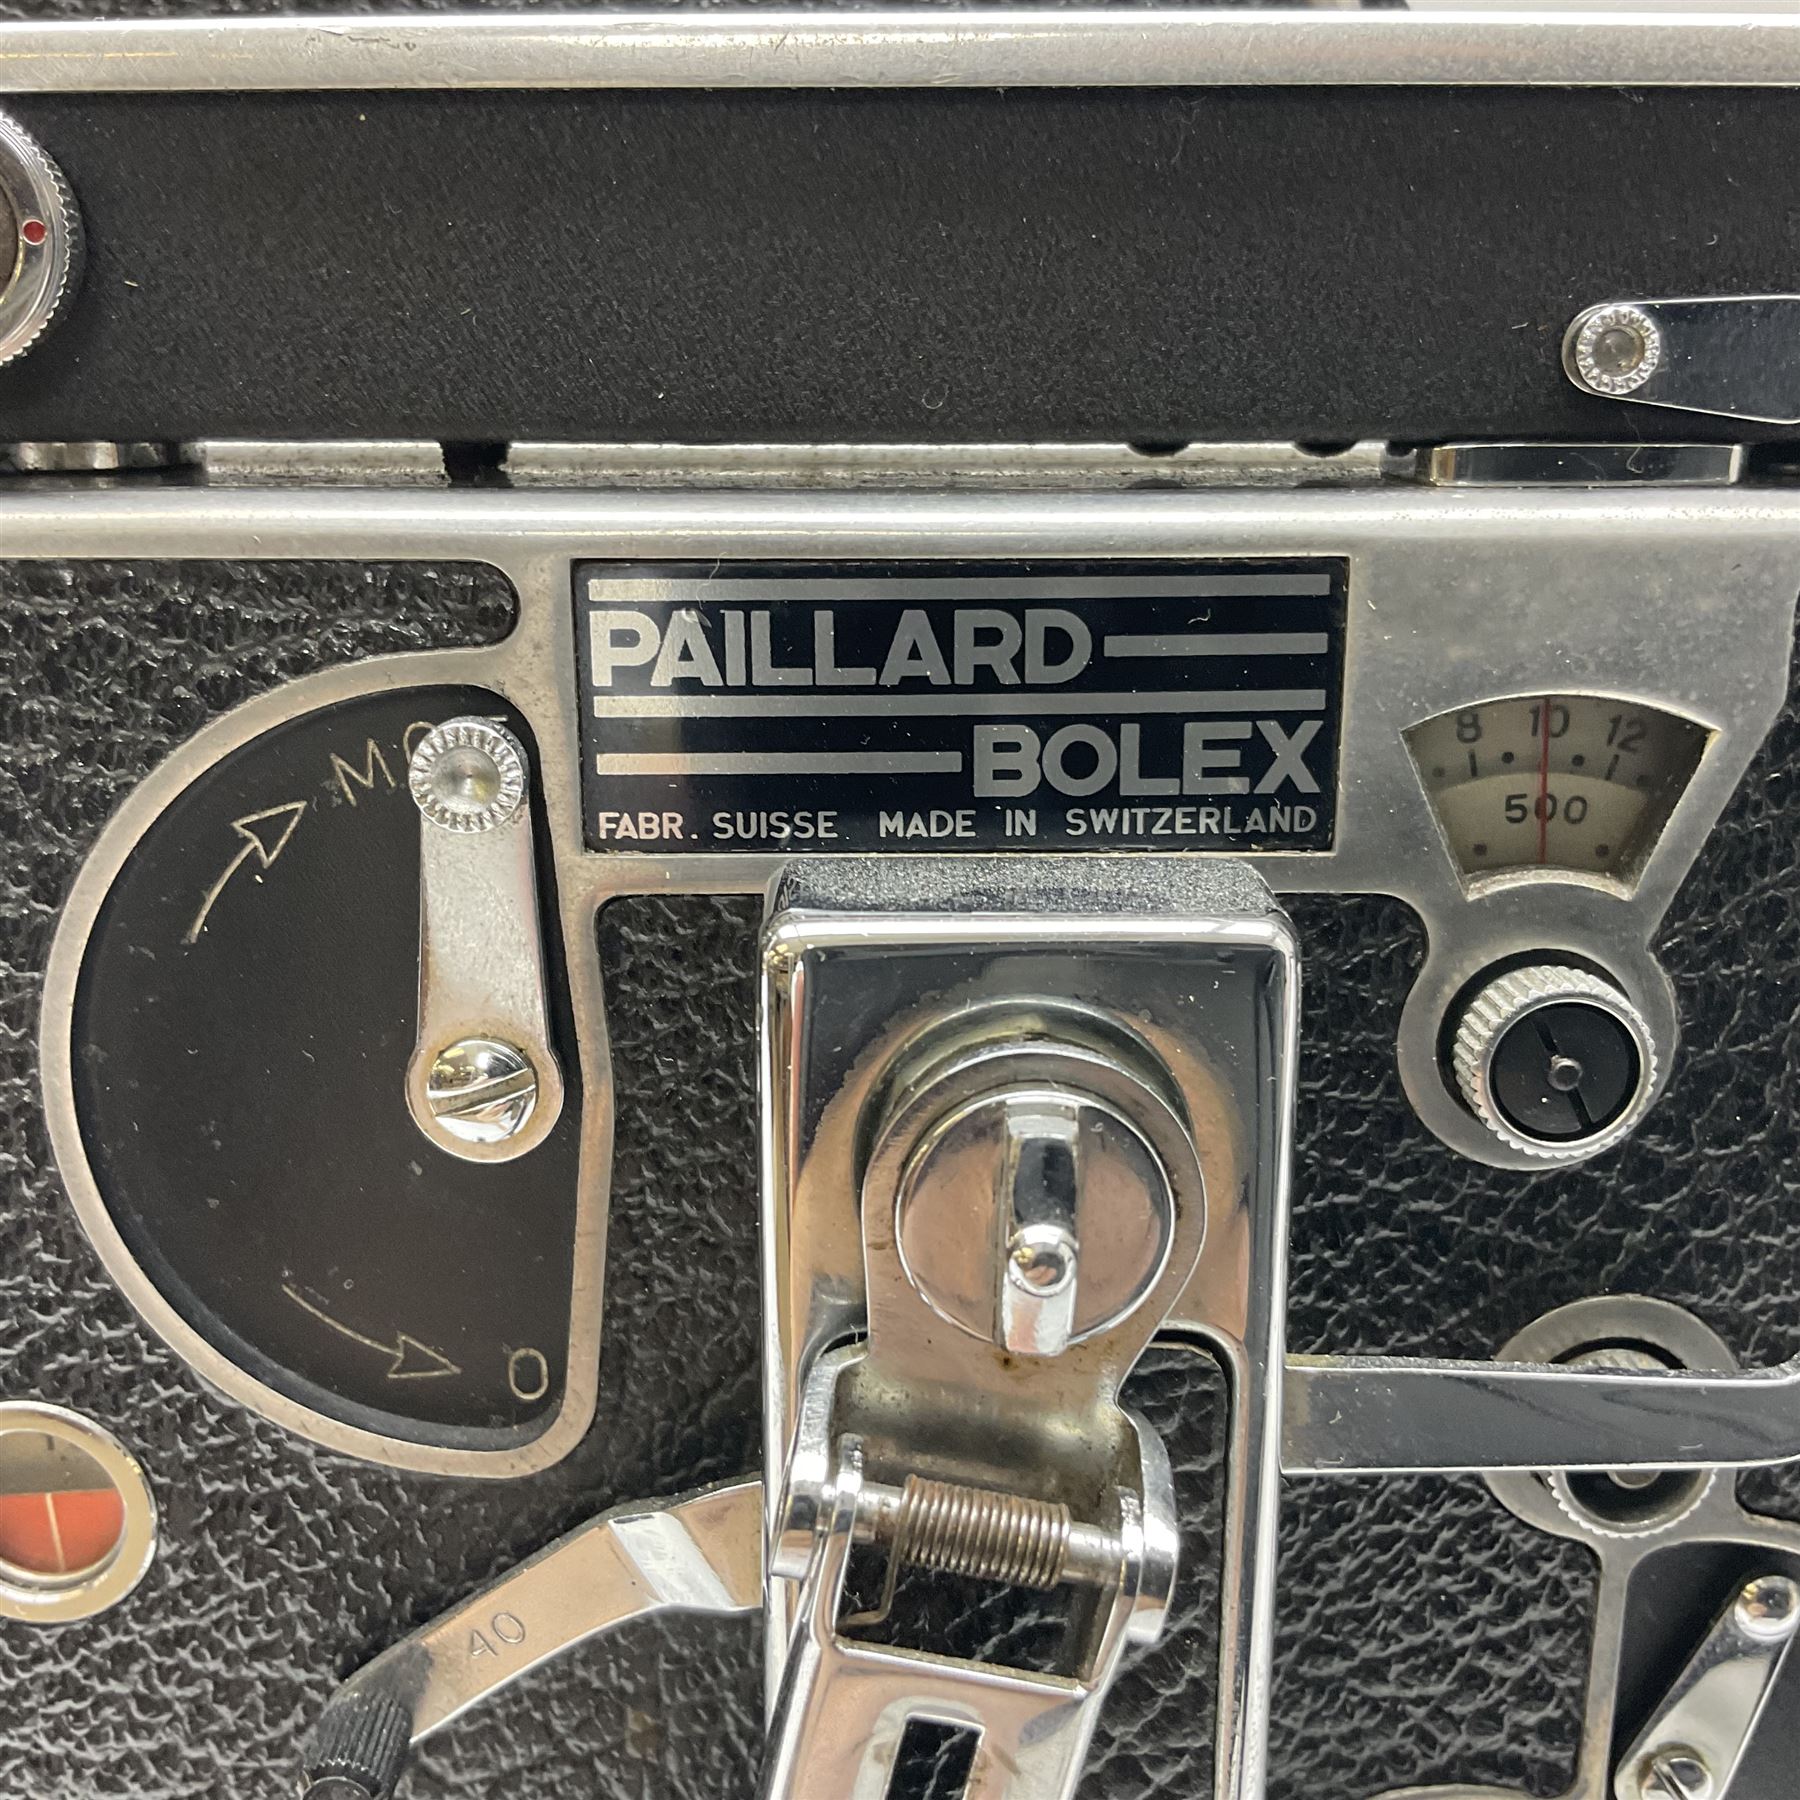 PAILLARD
BOLEX
FABR. SUISSE MADE IN SWITZERLAND
8 10 12
500
O
40